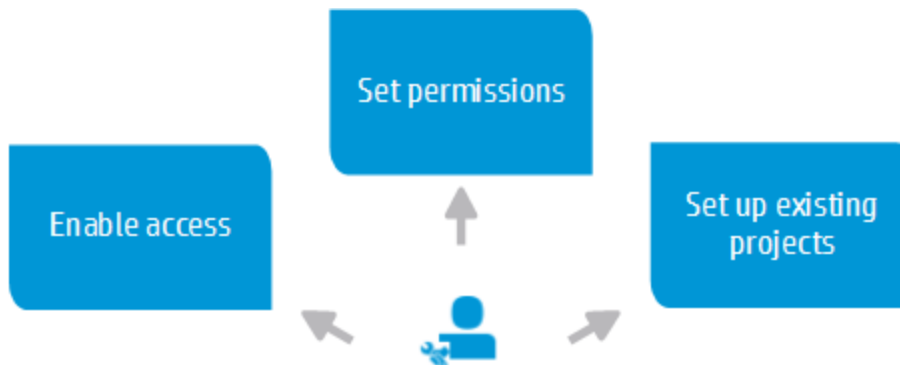 Set permissions
Enable access
Set up existing
projects